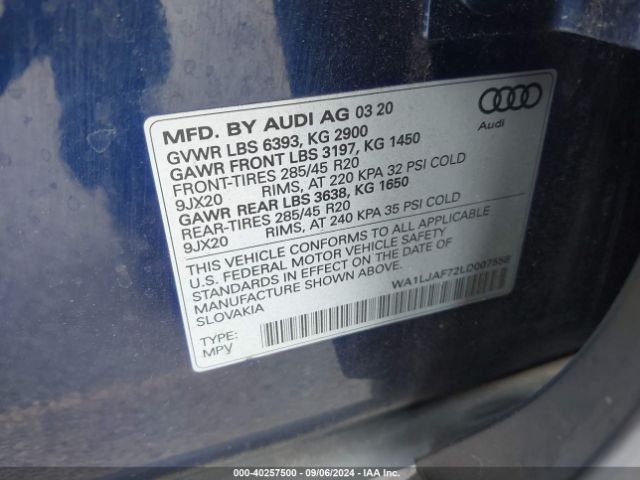 MFD. BY AUDI AG 03 20
GVWR LBS 6393, KG 2900
GAWR FRONT LBS 3197, KG 1450
FRONT-TIRES 285/45 R20
9JX20 RIMS, AT 220 KPA 32 PSI COLD
GAWR REAR LBS 3638, KG 1650
REAR-TIRES 285/45 R20
9JX20 RIMS, AT 240 KPA 35 PSI COLD
THIS VEHICLE CONFORMS TO ALL APPLICABLE
U.S. FEDERAL MOTOR VEHICLE SAFETY
STANDARDS IN EFFECT ON THE DATE OF
MANUFACTURE SHOWN ABOVE.
SLOVAKIA
WA1LJAF72LD007558
TYPE:
MPV
Audi
000-40257500 - 09/06/2024 - IAA Inc.